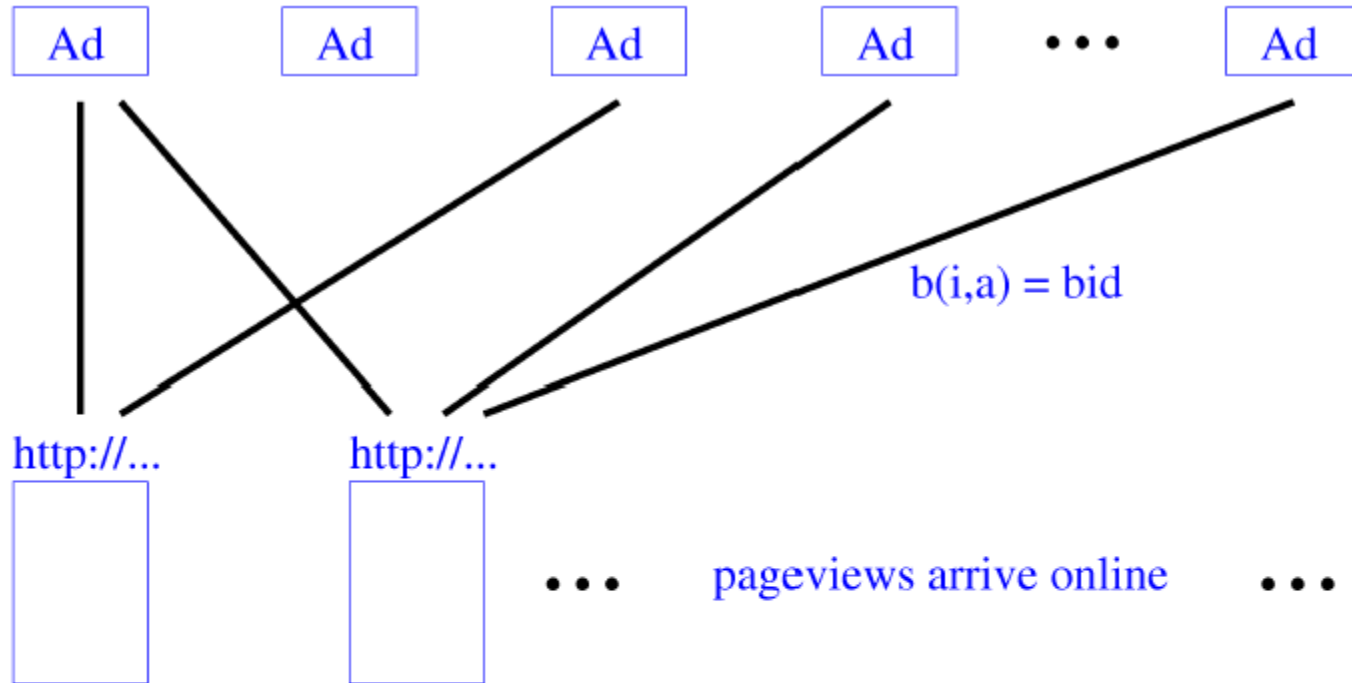 Ad Ad Ad Ad ••• Ad
b(i,a) = bid
http://... http://...
••• pageviews arrive online •••